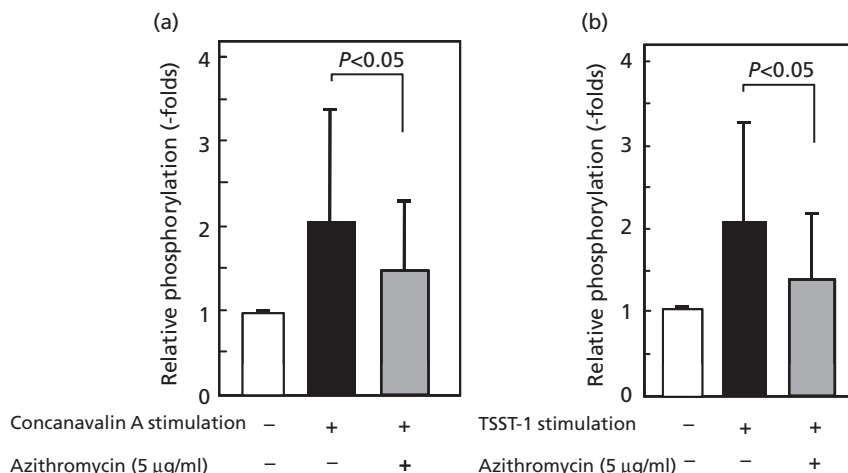 (a)
Relative phosphorylation (-folds)
4
3
2
1
0
P<0.05
Concanavalin A stimulation – + +
Azithromycin (5 μg/ml) – – +
(b)
Relative phosphorylation (-folds)
4
3
2
1
0
P<0.05
TSST-1 stimulation – + +
Azithromycin (5 μg/ml) – – +